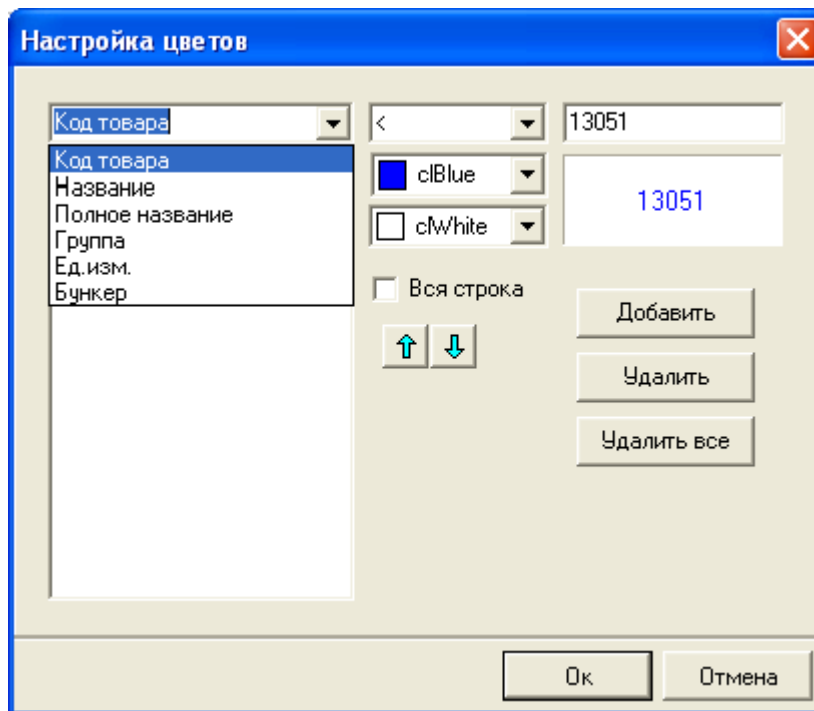 Настройка цветов
Код товара
<
13051
Код товара
Название
Полное название
Группа
Ед.изм.
Бункер
clBlue
clWhite
13051
Вся строка
Добавить
Удалить
Удалить все
Ок
Отмена